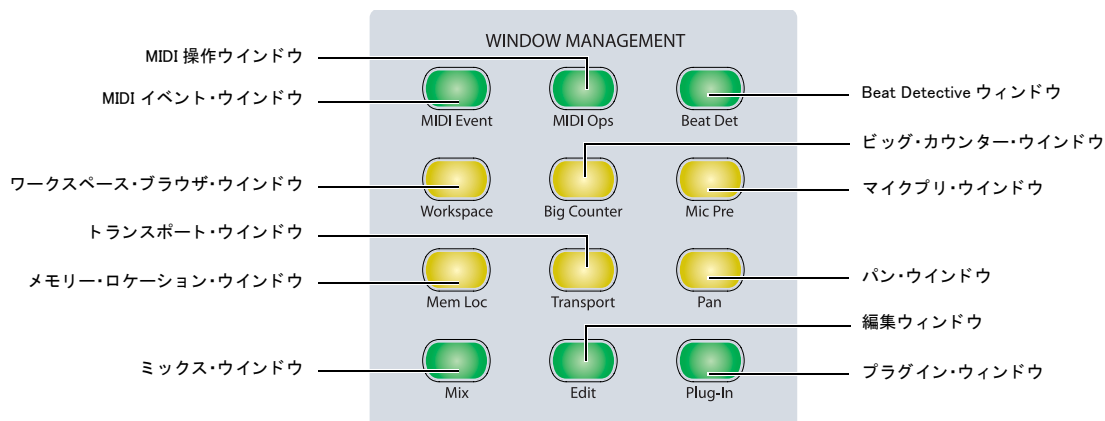 WINDOW MANAGEMENT
MIDI 操作ウインドウ
MIDI イベント・ウインドウ
Beat Detective ウィンドウ
MIDI Event
MIDI Ops
Beat Det
ビッグ・カウンター・ウインドウ
ワークスペース・ブラウザ・ウインドウ
マイクプリ・ウインドウ
Workspace
Big Counter
Mic Pre
トランスポート・ウインドウ
メモリー・ロケーション・ウインドウ
パン・ウインドウ
Mem Loc
Transport
Pan
編集ウィンドウ
ミックス・ウインドウ
プラグイン・ウィンドウ
Mix
Edit
Plug-In